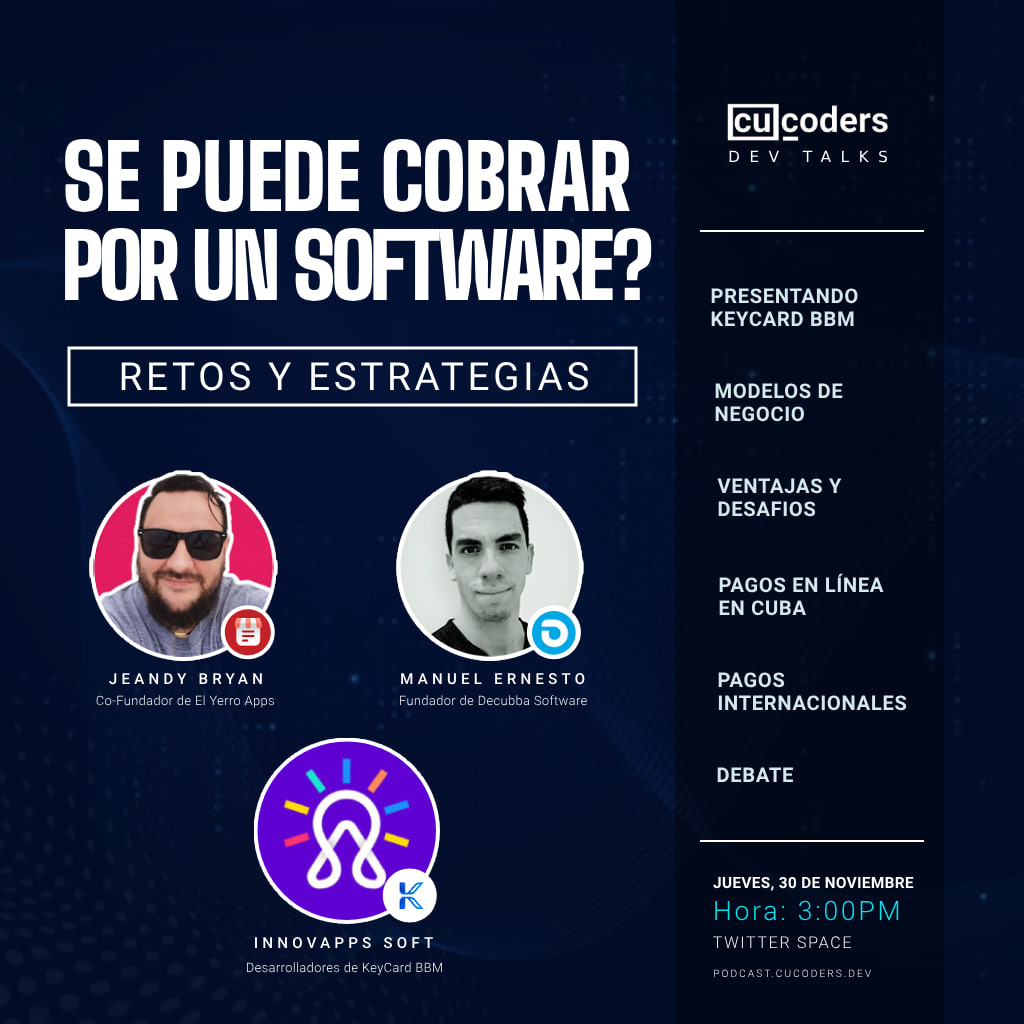 SE PUEDE COBRAR
POR UN SOFTWARE?
RETOS Y ESTRATEGIAS
JEANDY BRYAN
Co-Fundador de El Yerro Apps
MANUEL ERNESTO
Fundador de Decubba Software
INNOVAPPS SOFT
Desarrolladores de KeyCard BBM
cucoders
DEV TALKS
PRESENTANDO
KEYCARD BBM
MODELOS DE
NEGOCIO
VENTAJAS Y
DESAFIOS
PAGOS EN LÍNEA
EN CUBA
PAGOS
INTERNACIONALES
DEBATE
JUEVES, 30 DE NOVIEMBRE
Hora: 3:00PM
TWITTER SPACE
PODCAST.CUCODERS.DEV